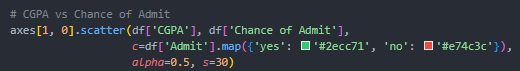 # CGPA vs Chance of Admit
axes[1, 0].scatter(df['CGPA'], df['Chance of Admit'],
c=df['Admit'].map({'yes': '#2ecc71', 'no': '#e74c3c'}),
alpha=0.5, s=30)